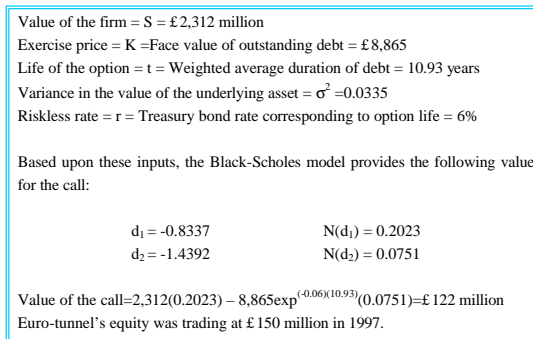 Value of the firm = S = £2,312 million
Exercise price = K =Face value of outstanding debt = £8,865
Life of the option = t = Weighted average duration of debt = 10.93 years
Variance in the value of the underlying asset = σ² =0.0335
Riskless rate = r = Treasury bond rate corresponding to option life = 6%
Based upon these inputs, the Black-Scholes model provides the following value
for the call:
d₁ = -0.8337 N(d₁) = 0.2023
d₂ = -1.4392 N(d₂) = 0.0751
Value of the call=2,312(0.2023) – 8,865exp^(-0.06)(10.93)(0.0751)=£122 million
Euro-tunnel’s equity was trading at £150 million in 1997.